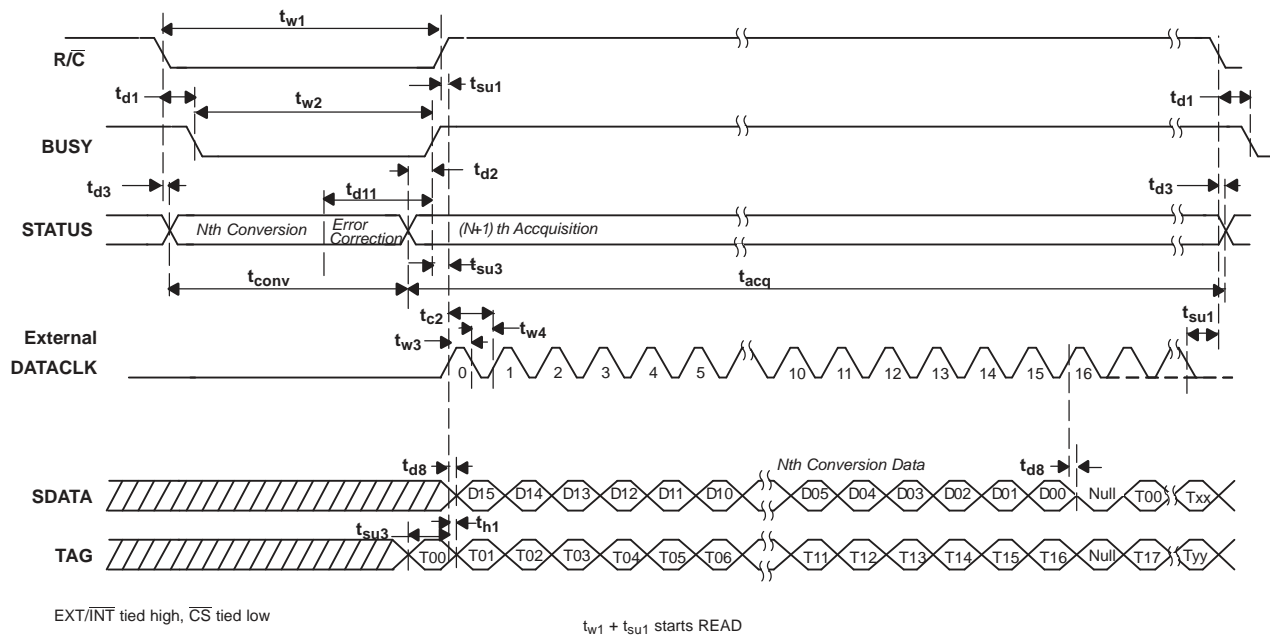 tw1
R/C
tsu1
td1
tw2
td1
BUSY
td2
td3
td11
td3
STATUS
Nth Conversion
Error
Correction
(N+1) th Accquisition
tsu3
tconv
tacq
tc2
tsu1
External
tw3
tw4
DATACLK
0 1 2 3 4 5 10 11 12 13 14 15 16
Nth Conversion Data
td8
td8
SDATA
D15 D14 D13 D12 D11 D10 D05 D04 D03 D02 D01 D00 Null T00 Txx
tsu3
th1
TAG
T00 T01 T02 T03 T04 T05 T06 T11 T12 T13 T14 T15 T16 Null T17 Tyy
EXT/INT tied high, CS tied low
tw1 + tsu1 starts READ